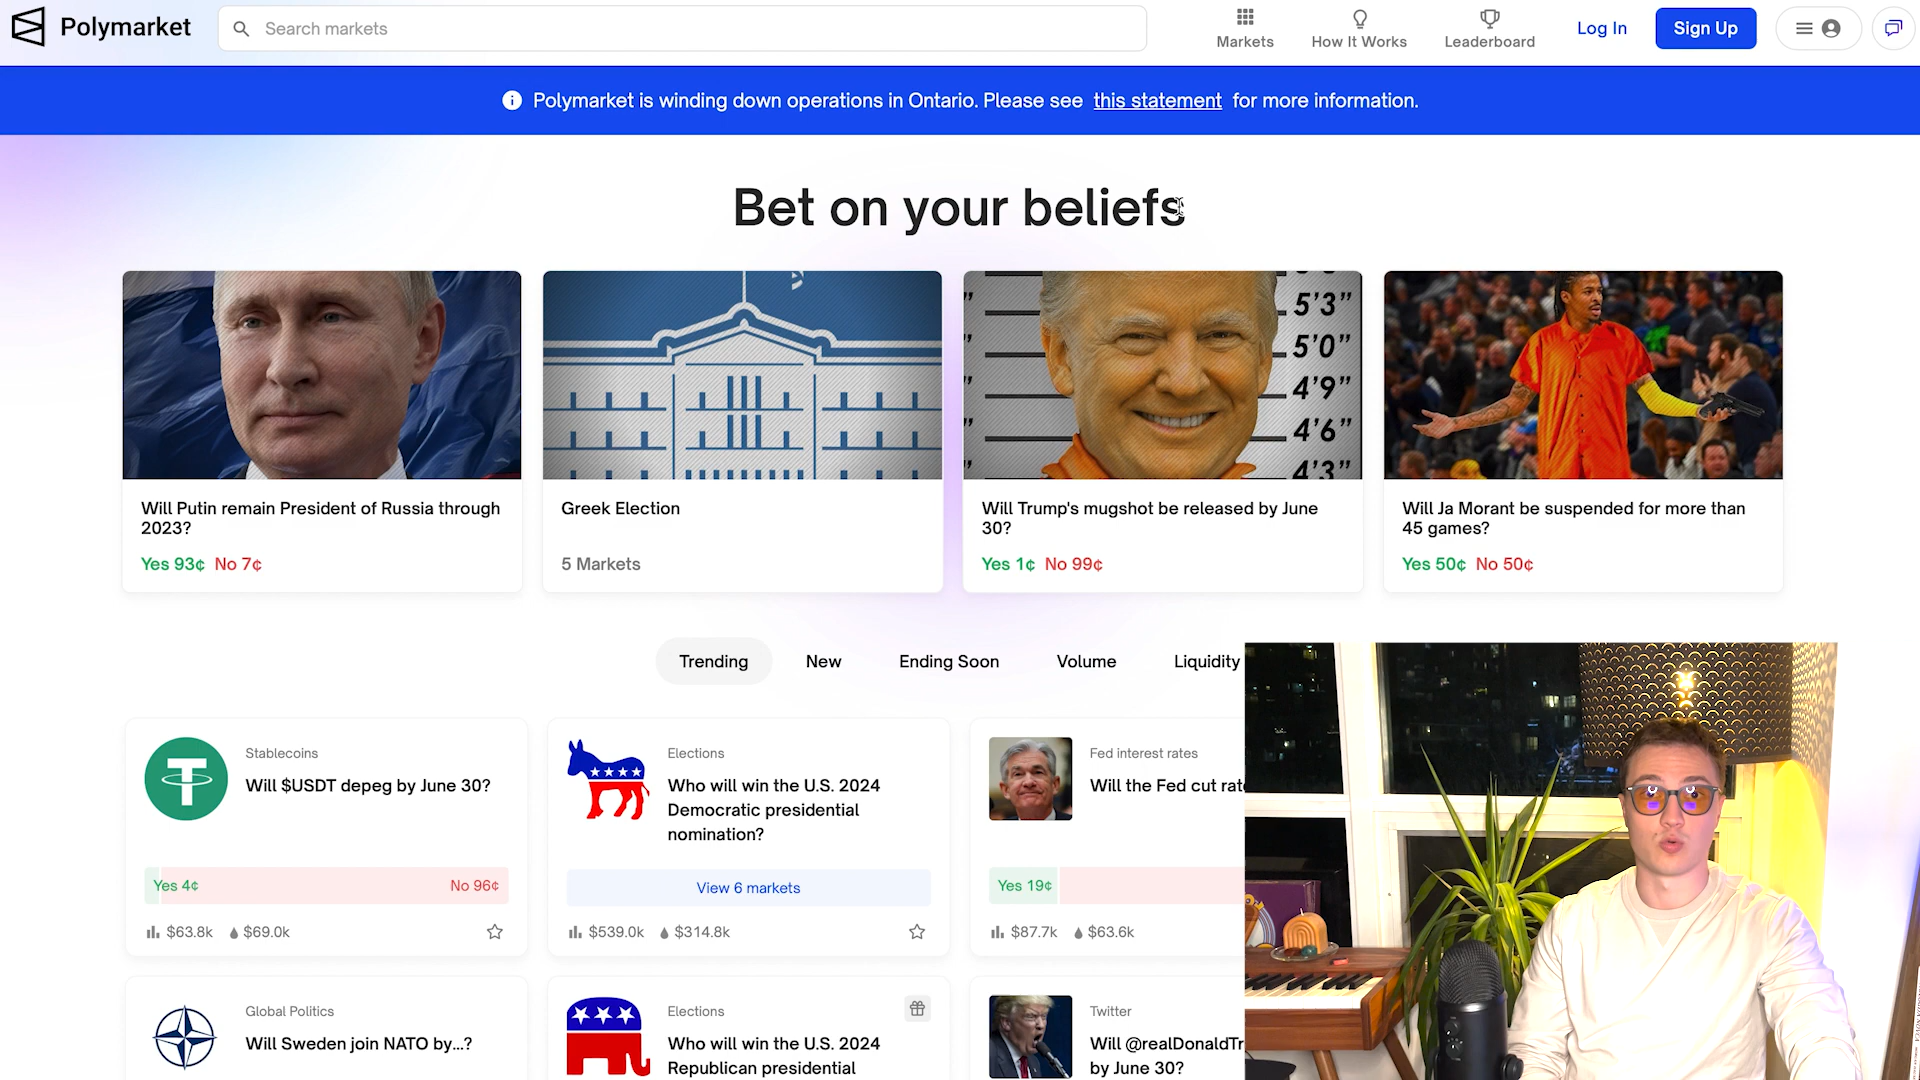 Polymarket
Search markets
Markets
How It Works
Leaderboard
Log In
Sign Up
Polymarket is winding down operations in Ontario. Please see this statement for more information.
Bet on your beliefs
5'3"
5'0"
4'9"
4'6"
4'3"
Will Putin remain President of Russia through
2023?
Yes 93¢ No 7¢
Greek Election
5 Markets
Will Trump's mugshot be released by June
30?
Yes 1¢ No 99¢
Will Ja Morant be suspended for more than
45 games?
Yes 50¢ No 50¢
Trending
New
Ending Soon
Volume
Liquidity
Stablecoins
Will $USDT depeg by June 30?
Yes 4¢
No 96¢
$63.8k $69.0k
Elections
Who will win the U.S. 2024
Democratic presidential
nomination?
View 6 markets
$539.0k $314.8k
Fed interest rates
Will the Fed cut rat
Yes 19¢
$87.7k $63.6k
Global Politics
Will Sweden join NATO by...?
Elections
Who will win the U.S. 2024
Republican presidential
Twitter
Will @realDonaldTr
by June 30?